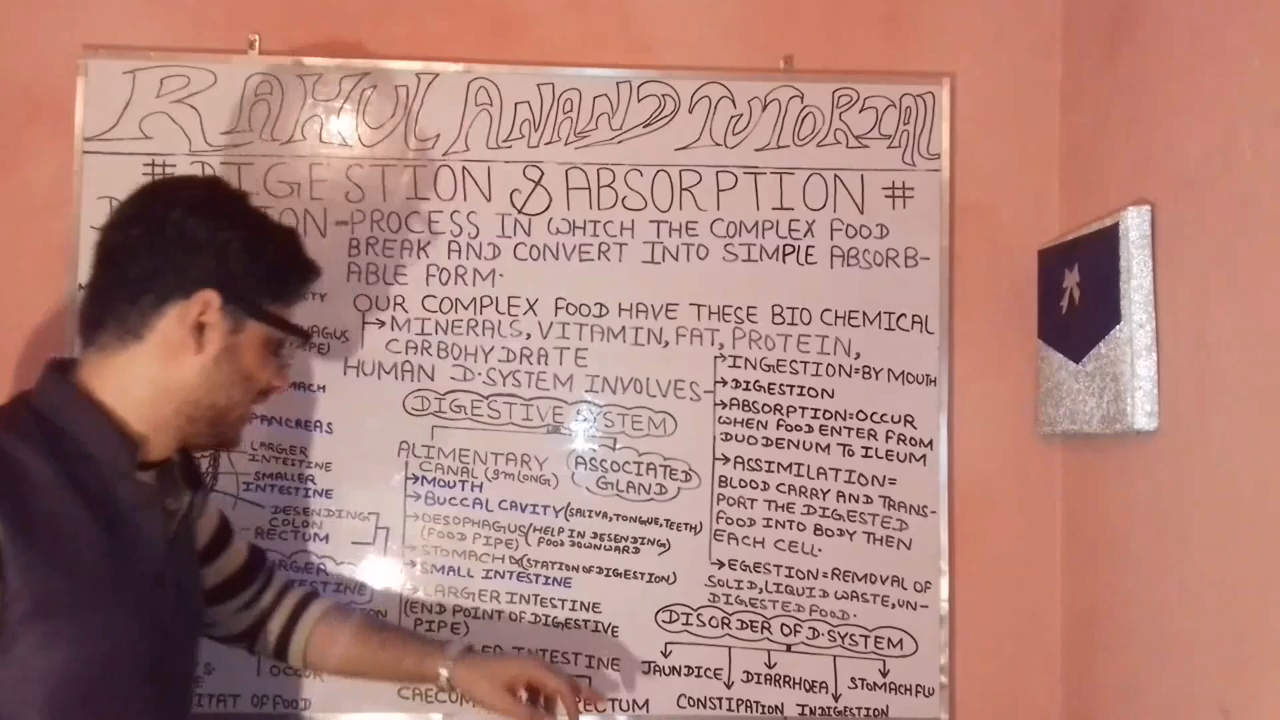 RAHUL ANAND TUTORIAL
# DIGESTION & ABSORPTION #
-PROCESS IN WHICH THE COMPLEX FOOD
BREAK AND CONVERT INTO SIMPLE ABSORB-
ABLE FORM.
OUR COMPLEX FOOD HAVE THESE BIO CHEMICAL
→MINERALS, VITAMIN, FAT, PROTEIN,
CARBOHYDRATE
HUMAN D.SYSTEM INVOLVES-
→INGESTION=BY MOUTH
→DIGESTION
→ABSORPTION=OCCUR
WHEN FOOD ENTER FROM
DUODENUM TO ILEUM
→ASSIMILATION=
BLOOD CARRY AND TRANS-
PORT THE DIGESTED
FOOD INTO BODY THEN
EACH CELL.
→EGESTION=REMOVAL OF
SOLID, LIQUID WASTE, UN-
DIGESTED FOOD.
DIGESTIVE SYSTEM
ALIMENTARY
CANAL (9m LONG)
ASSOCIATED
GLAND
→MOUTH
→BUCCAL CAVITY (SALIVA, TONGUE, TEETH)
→OESOPHAGUS (HELP IN DESENDING
(FOOD PIPE) FOOD DOWNWARD)
→STOMACH (STATION OF DIGESTION)
→SMALL INTESTINE
→LARGER INTESTINE
(END POINT OF DIGESTIVE
PIPE)
INTESTINE
RECTUM
DISORDER OF D.SYSTEM
JAUNDICE
DIARRHOEA
STOMACH FLU
CONSTIPATION
INDIGESTION
PANCREAS
LARGER
INTESTINE
SMALLER
INTESTINE
DESENDING
COLON
RECTUM
OCCUR
OF FOOD